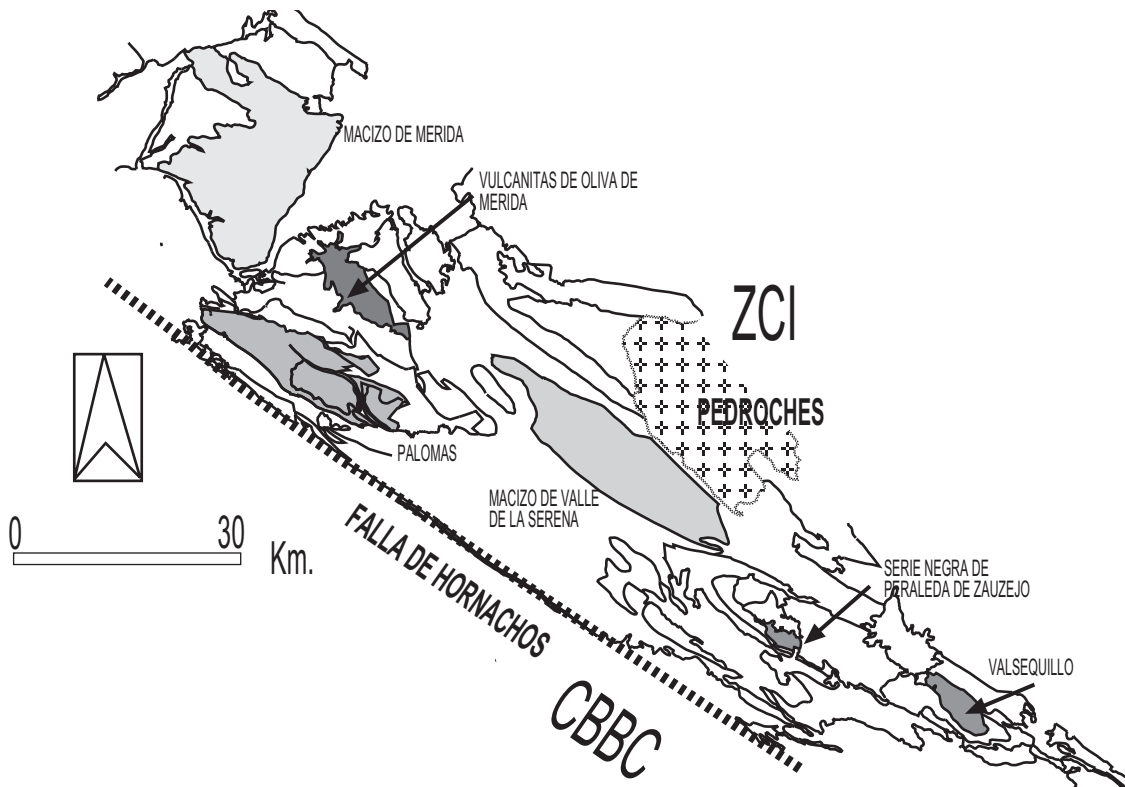 MACIZO DE MERIDA
VULCANITAS DE OLIVA DE
MERIDA
ZCI
PEDROCHES
PALOMAS
MACIZO DE VALLE
DE LA SERENA
0 30 Km.
FALLA DE HORNACHOS
SERIE NEGRA DE
PERALEDA DE ZAUZEJO
VALSEQUILLO
CBBC